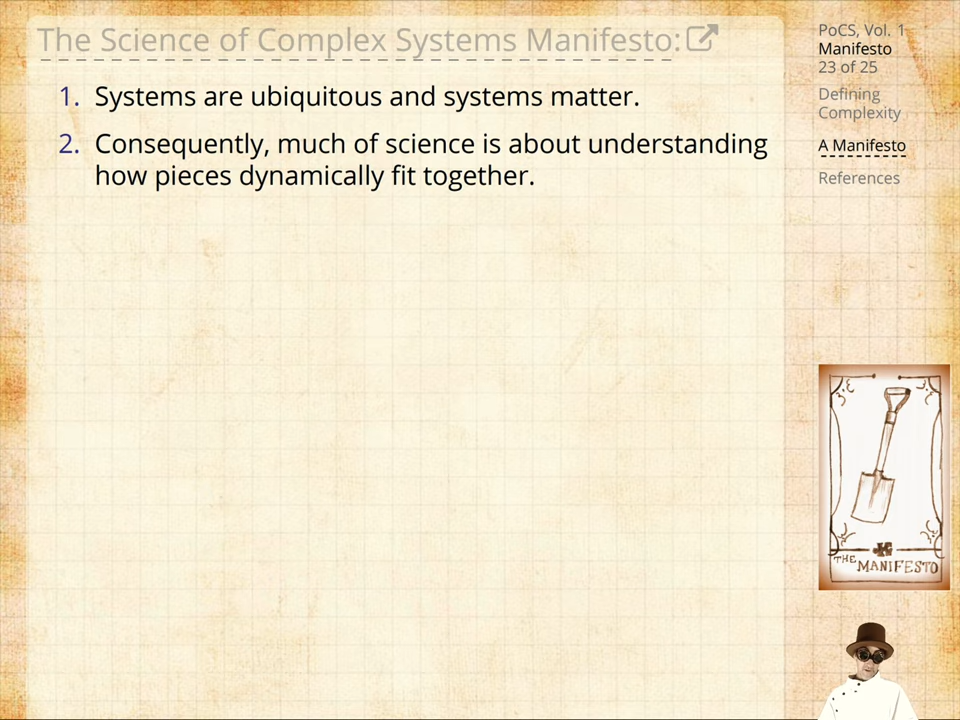 The Science of Complex Systems Manifesto:
1. Systems are ubiquitous and systems matter.
2. Consequently, much of science is about understanding
how pieces dynamically fit together.
PoCS, Vol. 1
Manifesto
23 of 25
Defining
Complexity
A Manifesto
References
THE MANIFESTO